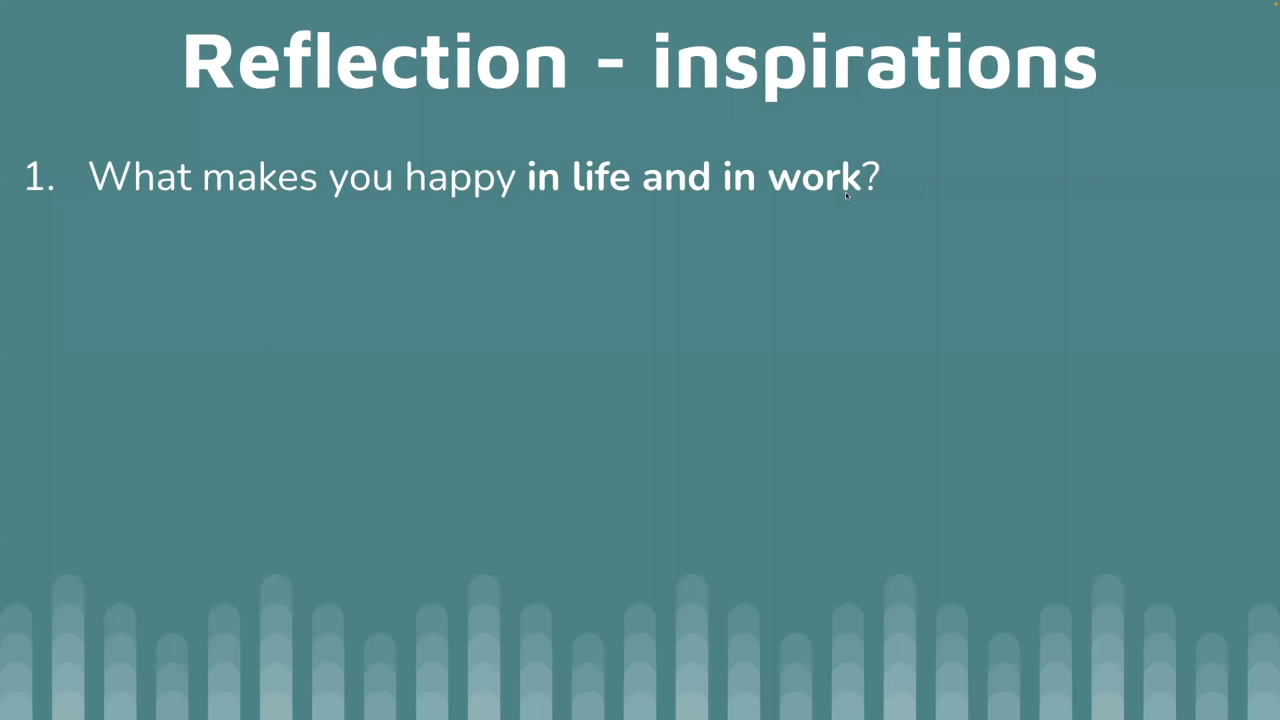 Reflection - inspirations
1. What makes you happy in life and in work?